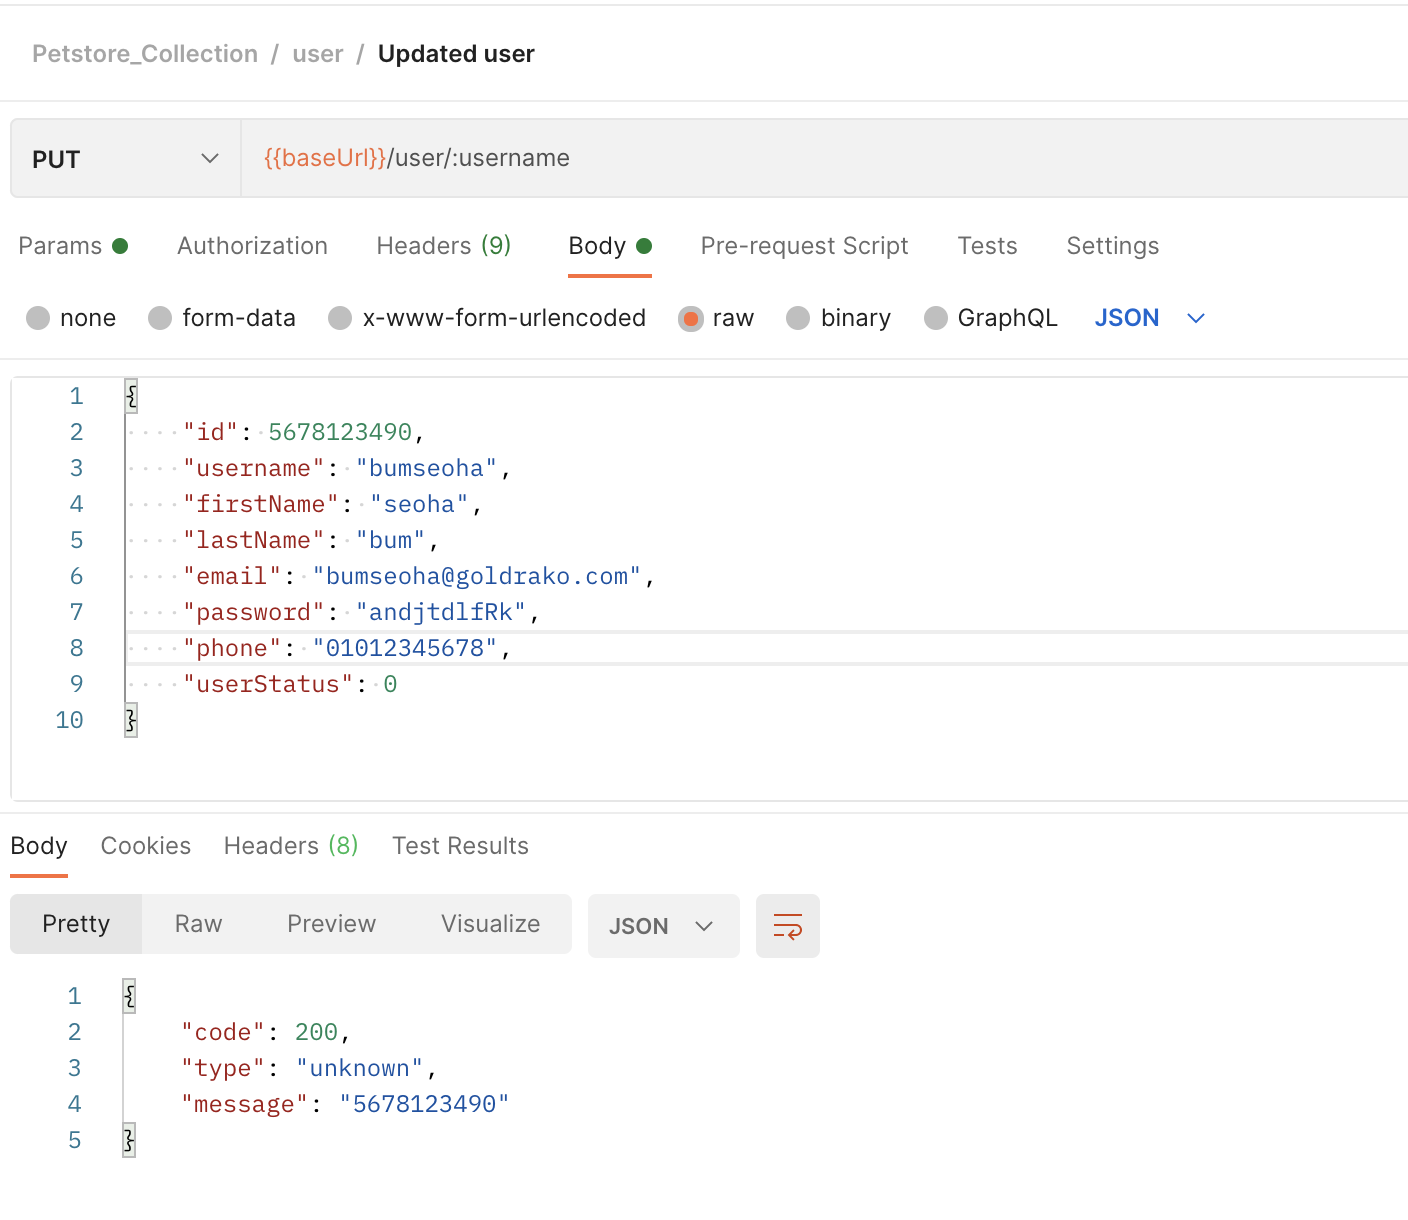 Petstore_Collection / user / Updated user
PUT {{baseUrl}}/user/:username
Params Authorization Headers (9) Body Pre-request Script Tests Settings
none form-data x-www-form-urlencoded raw binary GraphQL JSON
1 {
2 "id": 5678123490,
3 "username": "bumseoha",
4 "firstName": "seoha",
5 "lastName": "bum",
6 "email": "bumseoha@goldrako.com",
7 "password": "andjtdlfRk",
8 "phone": "01012345678",
9 "userStatus": 0
10 }
Body Cookies Headers (8) Test Results
Pretty Raw Preview Visualize JSON
1 {
2 "code": 200,
3 "type": "unknown",
4 "message": "5678123490"
5 }